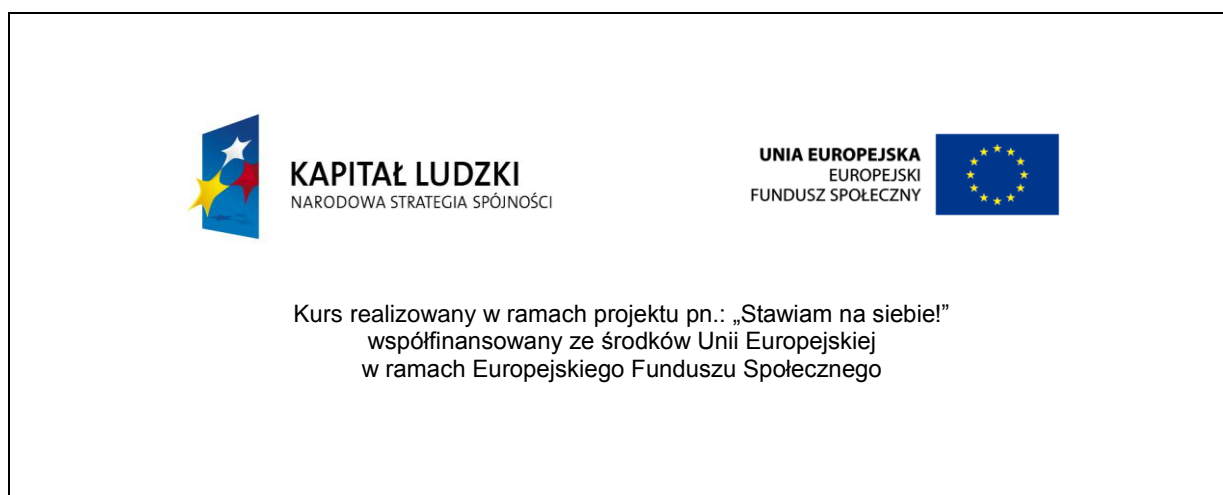 KAPITAŁ LUDZKI
NARODOWA STRATEGIA SPÓJNOŚCI
UNIA EUROPEJSKA
EUROPEJSKI
FUNDUSZ SPOŁECZNY
Kurs realizowany w ramach projektu pn.: „Stawiam na siebie!”
współfinansowany ze środków Unii Europejskiej
w ramach Europejskiego Funduszu Społecznego